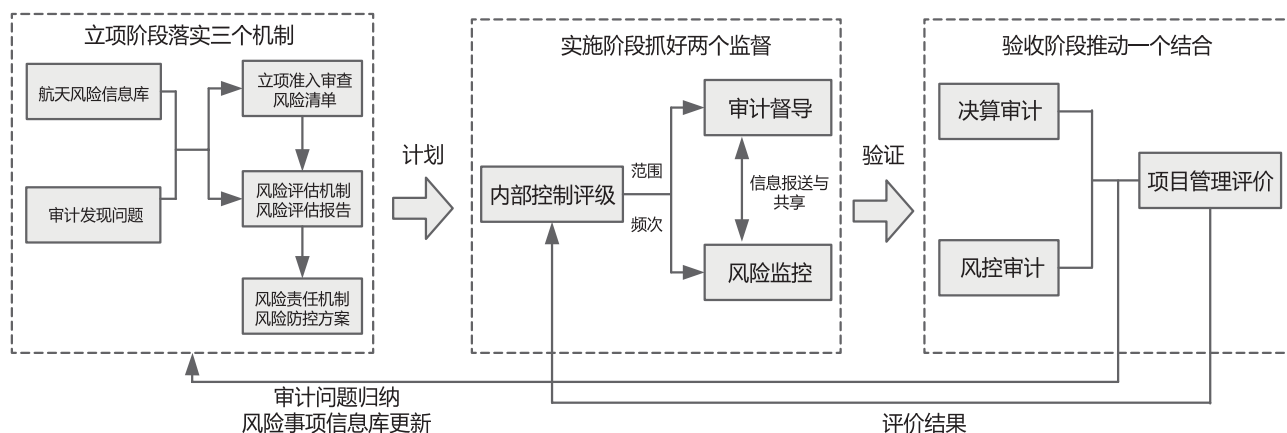 立项阶段落实三个机制
航天风险信息库
审计发现问题
立项准入审查
风险清单
风险评估机制
风险评估报告
风险责任机制
风险防控方案
计划
实施阶段抓好两个监督
内部控制评级
范围
频次
审计督导
信息报送与
共享
风险监控
验证
验收阶段推动一个结合
决算审计
风控审计
项目管理评价
审计问题归纳
风险事项信息库更新
评价结果